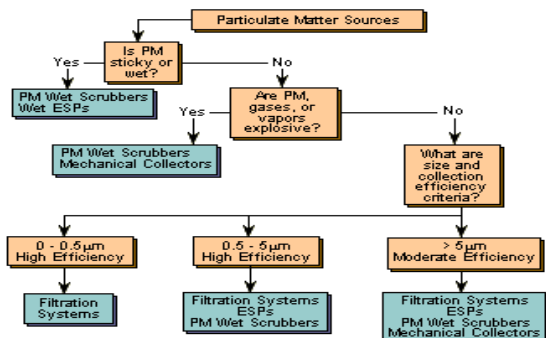 Particulate Matter Sources
Is PM
sticky or
wet?
Yes
No
PM Wet Scrubbers
Wet ESPs
Are PM,
gases, or
vapors
explosive?
Yes
No
PM Wet Scrubbers
Mechanical Collectors
What are
size and
collection
efficiency
criteria?
0 - 0.5µm
High Efficiency
0.5 - 5µm
High Efficiency
> 5µm
Moderate Efficiency
Filtration
Systems
Filtration Systems
ESPs
PM Wet Scrubbers
Filtration Systems
ESPs
PM Wet Scrubbers
Mechanical Collectors